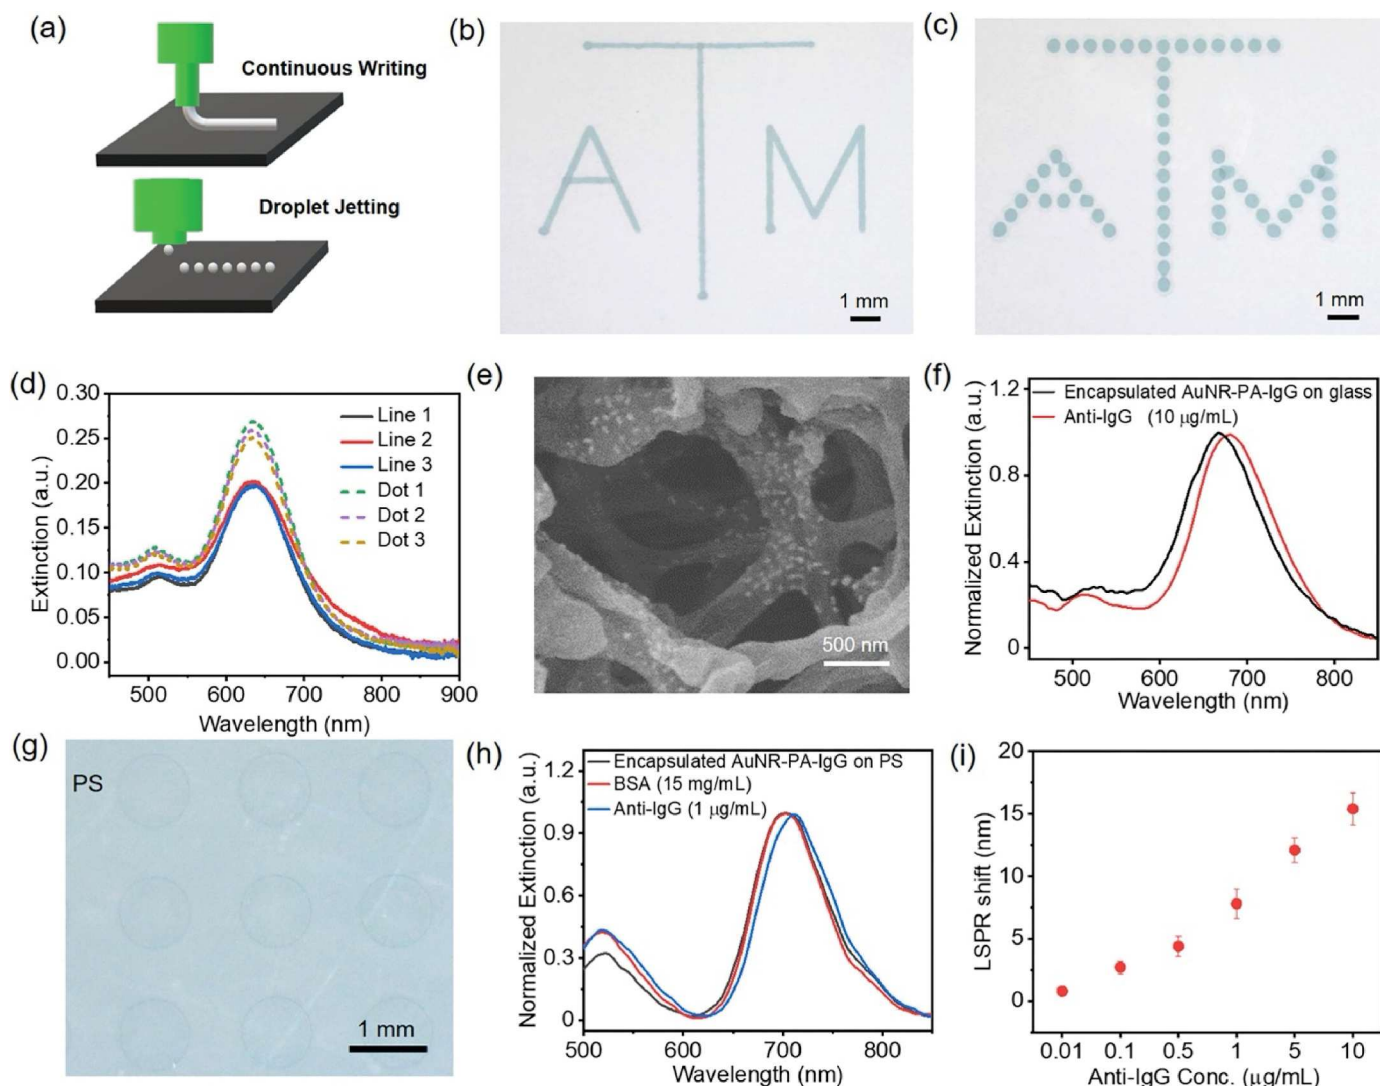 (a)
Continuous Writing
Droplet Jetting
(b)
A T M
1 mm
(c)
A T M
1 mm
(d)
Extinction (a.u.)
0.30
0.25
0.20
0.15
0.10
0.05
0.00
Line 1
Line 2
Line 3
Dot 1
Dot 2
Dot 3
500 600 700 800 900
Wavelength (nm)
(e)
500 nm
(f)
Normalized Extinction (a.u.)
1.2
0.8
0.4
0
Encapsulated AuNR-PA-IgG on glass
Anti-IgG (10 μg/mL)
500 600 700 800
Wavelength (nm)
(g)
PS
1 mm
(h)
Normalized Extinction (a.u.)
1.2
0.9
0.6
0.3
0
Encapsulated AuNR-PA-IgG on PS
BSA (15 mg/mL)
Anti-IgG (1 μg/mL)
500 600 700 800
Wavelength (nm)
(i)
LSPR shift (nm)
20
15
10
5
0
0.01 0.1 0.5 1 5 10
Anti-IgG Conc. (μg/mL)